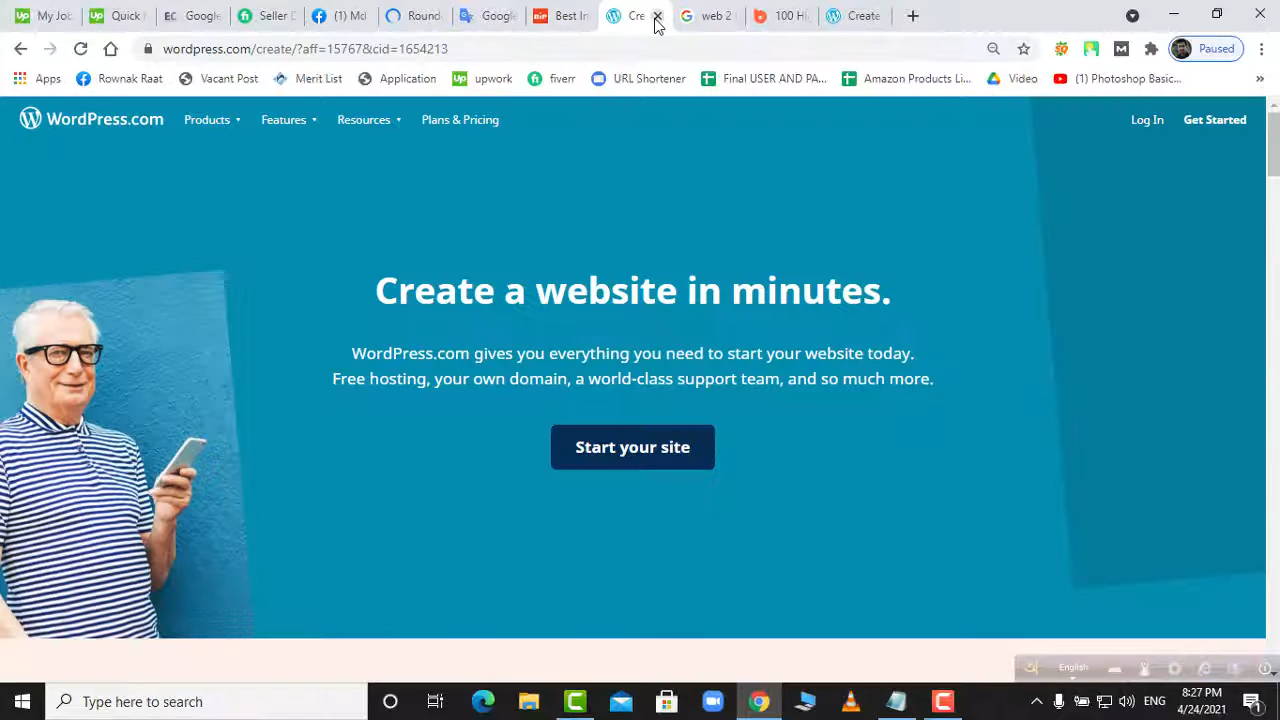 My Jo
Quick
Google
Seller D
(1) Mo
Round
Google
Best In
Cre
web 2
100 Hi
Create
wordpress.com/create/?aff=15767&cid=1654213
Paused
Apps
Rownak Raat
Vacant Post
Merit List
Application
upwork
fiverr
URL Shortener
Final USER AND PA...
Amazon Products Li...
Video
(1) Photoshop Basic...
»
WordPress.com
Products
Features
Resources
Plans & Pricing
Log In
Get Started
Create a website in minutes.
WordPress.com gives you everything you need to start your website today.
Free hosting, your own domain, a world-class support team, and so much more.
Start your site
English
Type here to search
ENG
8:27 PM
4/24/2021